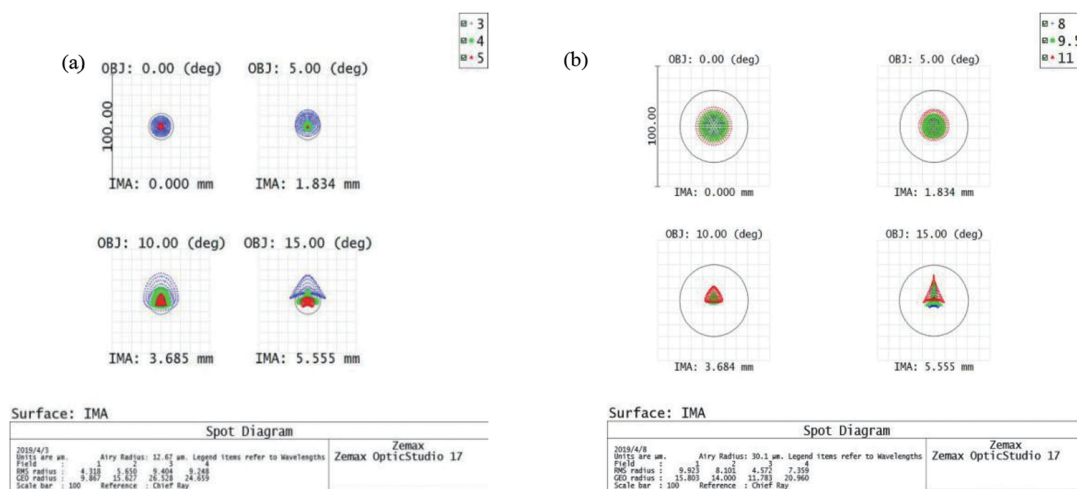 (a)
3
4
5
OBJ: 0.00 (deg)
OBJ: 5.00 (deg)
100.00
IMA: 0.000 mm
IMA: 1.834 mm
OBJ: 10.00 (deg)
OBJ: 15.00 (deg)
IMA: 3.685 mm
IMA: 5.555 mm
Surface: IMA
Spot Diagram
2019/4/3
Units are µm. Airy Radius: 12.67 µm. Legend items refer to Wavelengths
Field : 1 2 3 4
RMS radius : 4.318 5.650 9.404 9.248
GEO radius : 9.867 15.627 26.528 24.659
Scale bar : 100 Reference : Chief Ray
Zemax
Zemax OpticStudio 17
(b)
8
9.5
11
OBJ: 0.00 (deg)
OBJ: 5.00 (deg)
100.00
IMA: 0.000 mm
IMA: 1.834 mm
OBJ: 10.00 (deg)
OBJ: 15.00 (deg)
IMA: 3.684 mm
IMA: 5.555 mm
Surface: IMA
Spot Diagram
2019/4/8
Units are µm. Airy Radius: 30.1 µm. Legend items refer to Wavelengths
Field : 1 2 3 4
RMS radius : 9.923 8.101 4.572 7.359
GEO radius : 15.803 14.000 11.783 20.960
Scale bar : 100 Reference : Chief Ray
Zemax
Zemax OpticStudio 17